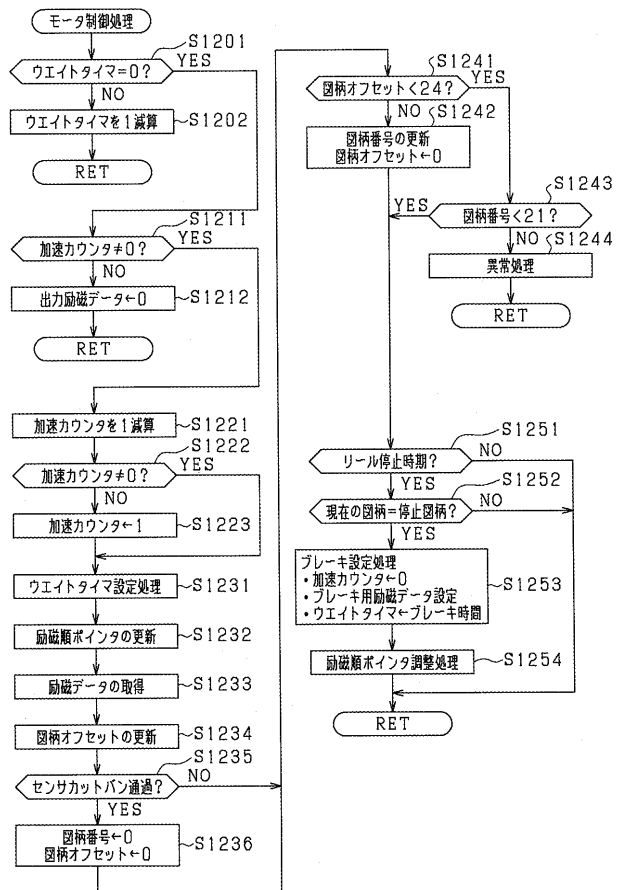 モータ制御処理
S1201
ウエイトタイマ=0?
YES
NO
ウエイトタイマを1減算
S1202
RET
S1211
加速カウンタ≠0?
YES
NO
出力励磁データ←0
S1212
RET
加速カウンタを1減算
S1221
S1222
加速カウンタ≠0?
YES
NO
加速カウンタ←1
S1223
ウエイトタイマ設定処理
S1231
励磁順ポインタの更新
S1232
励磁データの取得
S1233
図柄オフセットの更新
S1234
S1235
センサカットバン通過?
NO
YES
図柄番号←0
図柄オフセット←0
S1236
S1241
図柄オフセット<24?
YES
NO
S1242
図柄番号の更新
図柄オフセット←0
S1243
YES
図柄番号<21?
NO
S1244
異常処理
RET
S1251
リール停止時期?
NO
YES
S1252
現在の図柄=停止図柄?
NO
YES
ブレーキ設定処理
・加速カウンタ←0
・ブレーキ用励磁データ設定
・ウエイトタイマ←ブレーキ時間
S1253
励磁順ポインタ調整処理
S1254
RET